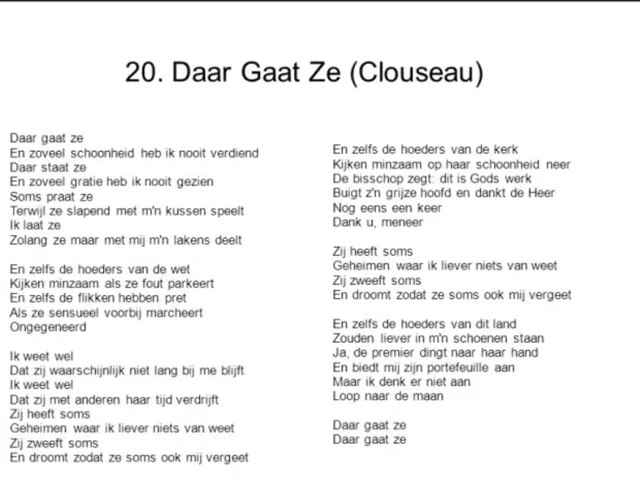 20. Daar Gaat Ze (Clouseau)
Daar gaat ze
En zoveel schoonheid heb ik nooit verdiend
Daar staat ze
En zoveel gratie heb ik nooit gezien
Soms praat ze
Terwijl ze slapend met m'n kussen speelt
Ik laat ze
Zolang ze maar met mij m'n lakens deelt
En zelfs de hoeders van de wet
Kijken minzaam als ze fout parkeert
En zelfs de flikken hebben pret
Als ze sensueel voorbij marcheert
Ongegeneerd
Ik weet wel
Dat zij waarschijnlijk niet lang bij me blijft
Ik weet wel
Dat zij met anderen haar tijd verdrijft
Zij heeft soms
Geheimen waar ik liever niets van weet
Zij zweeft soms
En droomt zodat ze soms ook mij vergeet
En zelfs de hoeders van de kerk
Kijken minzaam op haar schoonheid neer
De bisschop zegt: dit is Gods werk
Buigt z'n grijze hoofd en dankt de Heer
Nog eens een keer
Dank u, meneer
Zij heeft soms
Geheimen waar ik liever niets van weet
Zij zweeft soms
En droomt zodat ze soms ook mij vergeet
En zelfs de hoeders van dit land
Zouden liever in m'n schoenen staan
Ja, de premier dingt naar haar hand
En biedt mij zijn portefeuille aan
Maar ik denk er niet aan
Loop naar de maan
Daar gaat ze
Daar gaat ze